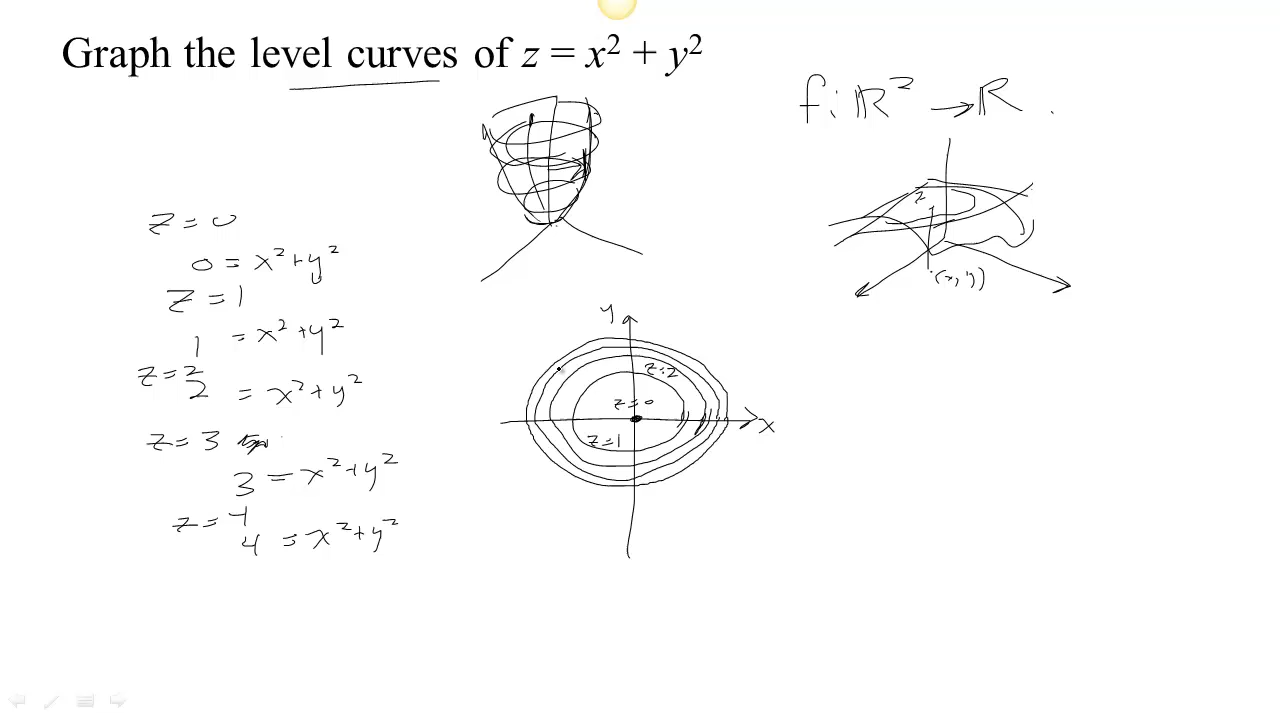 Graph the level curves of z = x² + y²
f: ℝ² → ℝ
z = 0
0 = x² + y²
z = 1
1 = x² + y²
z = 2
2 = x² + y²
z = 3
3 = x² + y²
z = 4
4 = x² + y²
z
(x, y)
y
z = 2
z = 0
z = 1
x